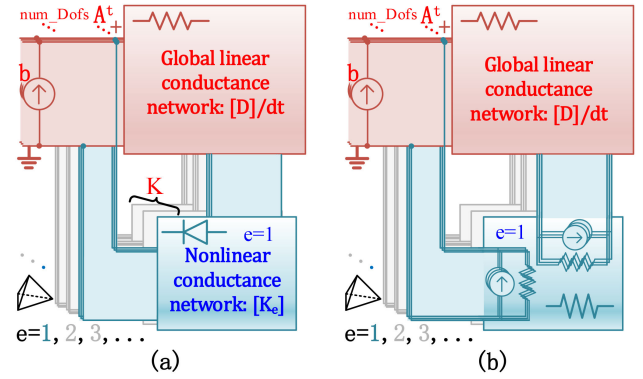 num_Dofs A^t +
b
Global linear
conductance
network: [D]/dt
K
e=1
Nonlinear
conductance
network: [K_e]
e=1, 2, 3, ...
(a)
num_Dofs A^t +
b
Global linear
conductance
network: [D]/dt
e=1
e=1, 2, 3, ...
(b)